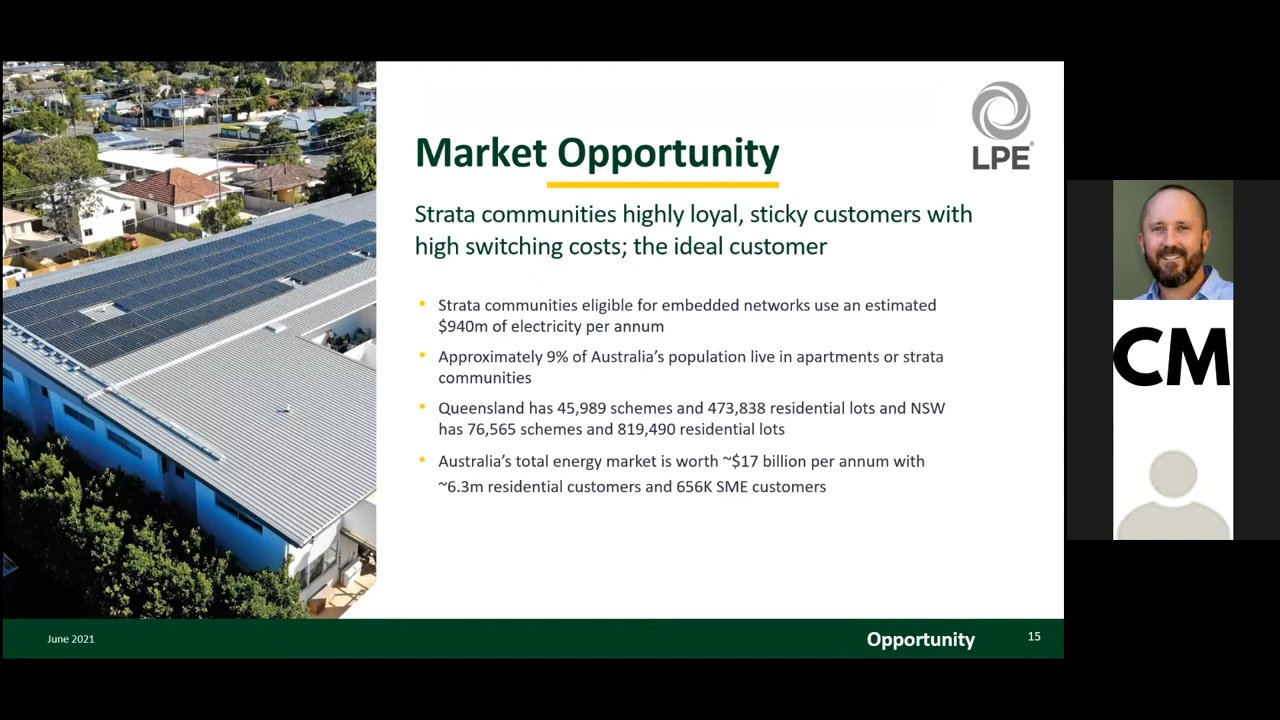 LPE
Market Opportunity
Strata communities highly loyal, sticky customers with
high switching costs; the ideal customer
• Strata communities eligible for embedded networks use an estimated
$940m of electricity per annum
• Approximately 9% of Australia's population live in apartments or strata
communities
• Queensland has 45,989 schemes and 473,838 residential lots and NSW
has 76,565 schemes and 819,490 residential lots
• Australia's total energy market is worth ~$17 billion per annum with
~6.3m residential customers and 656K SME customers
June 2021
Opportunity
15
CM